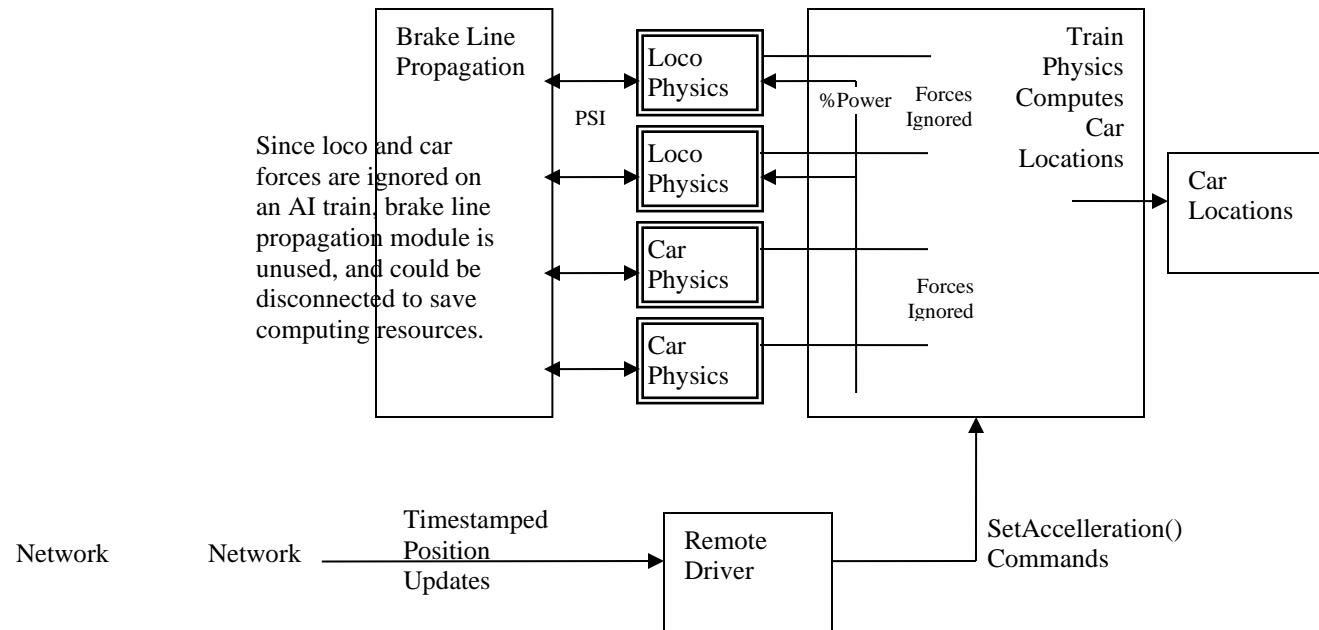 Brake Line
Propagation
Since loco and car
forces are ignored on
an AI train, brake line
propagation module is
unused, and could be
disconnected to save
computing resources.
PSI
Loco
Physics
Loco
Physics
Car
Physics
Car
Physics
%Power
Forces
Ignored
Forces
Ignored
Train
Physics
Computes
Car
Locations
Car
Locations
Network
Network
Timestamped
Position
Updates
Remote
Driver
SetAccelleration()
Commands